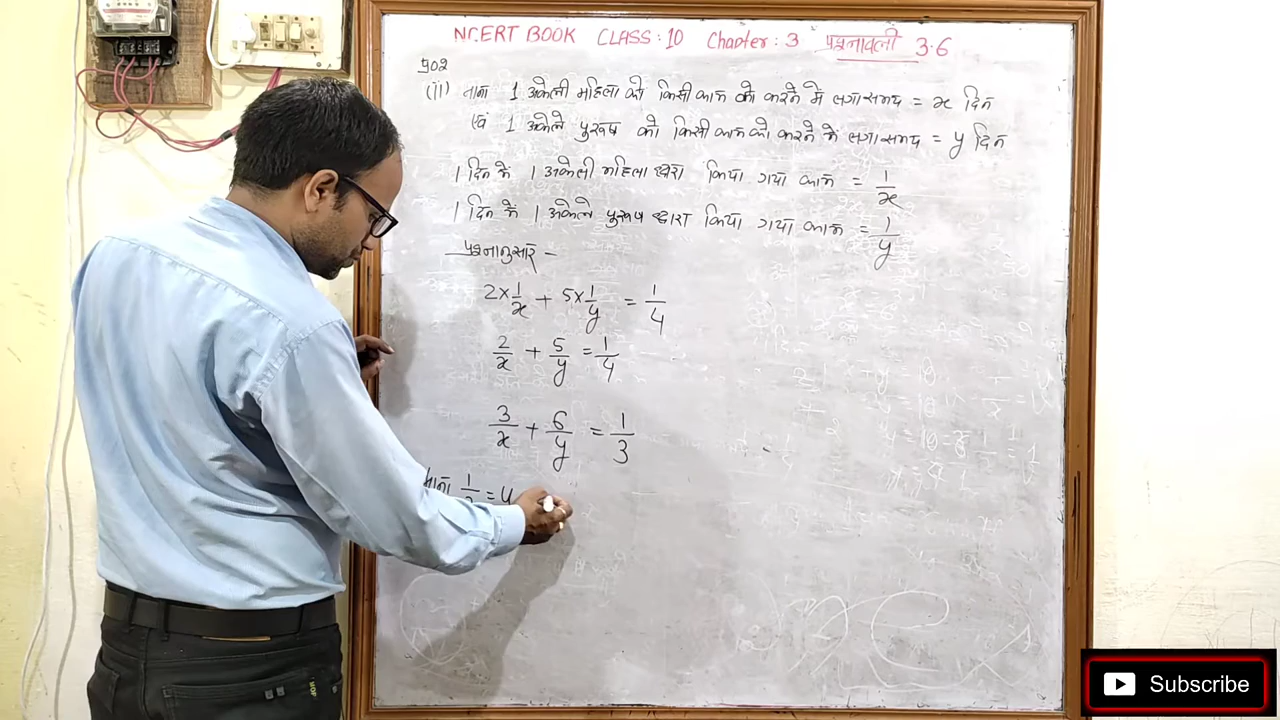 NCERT BOOK CLASS : 10 Chapter : 3 प्रश्नावली 3.6
प्र०2
(ii) माना 1 अकेली महिला को किसी काम को करने में लगा समय = x दिन
एवं 1 अकेले पुरूष को किसी काम को करने में लगा समय = y दिन
1 दिन में 1 अकेली महिला द्वारा किया गया काम = 1/x
1 दिन में 1 अकेले पुरूष द्वारा किया गया काम = 1/y
प्रश्नानुसार –
2×1/x + 5×1/y = 1/4
2/x + 5/y = 1/4
3/x + 6/y = 1/3
माना 1/x = u
Subscribe